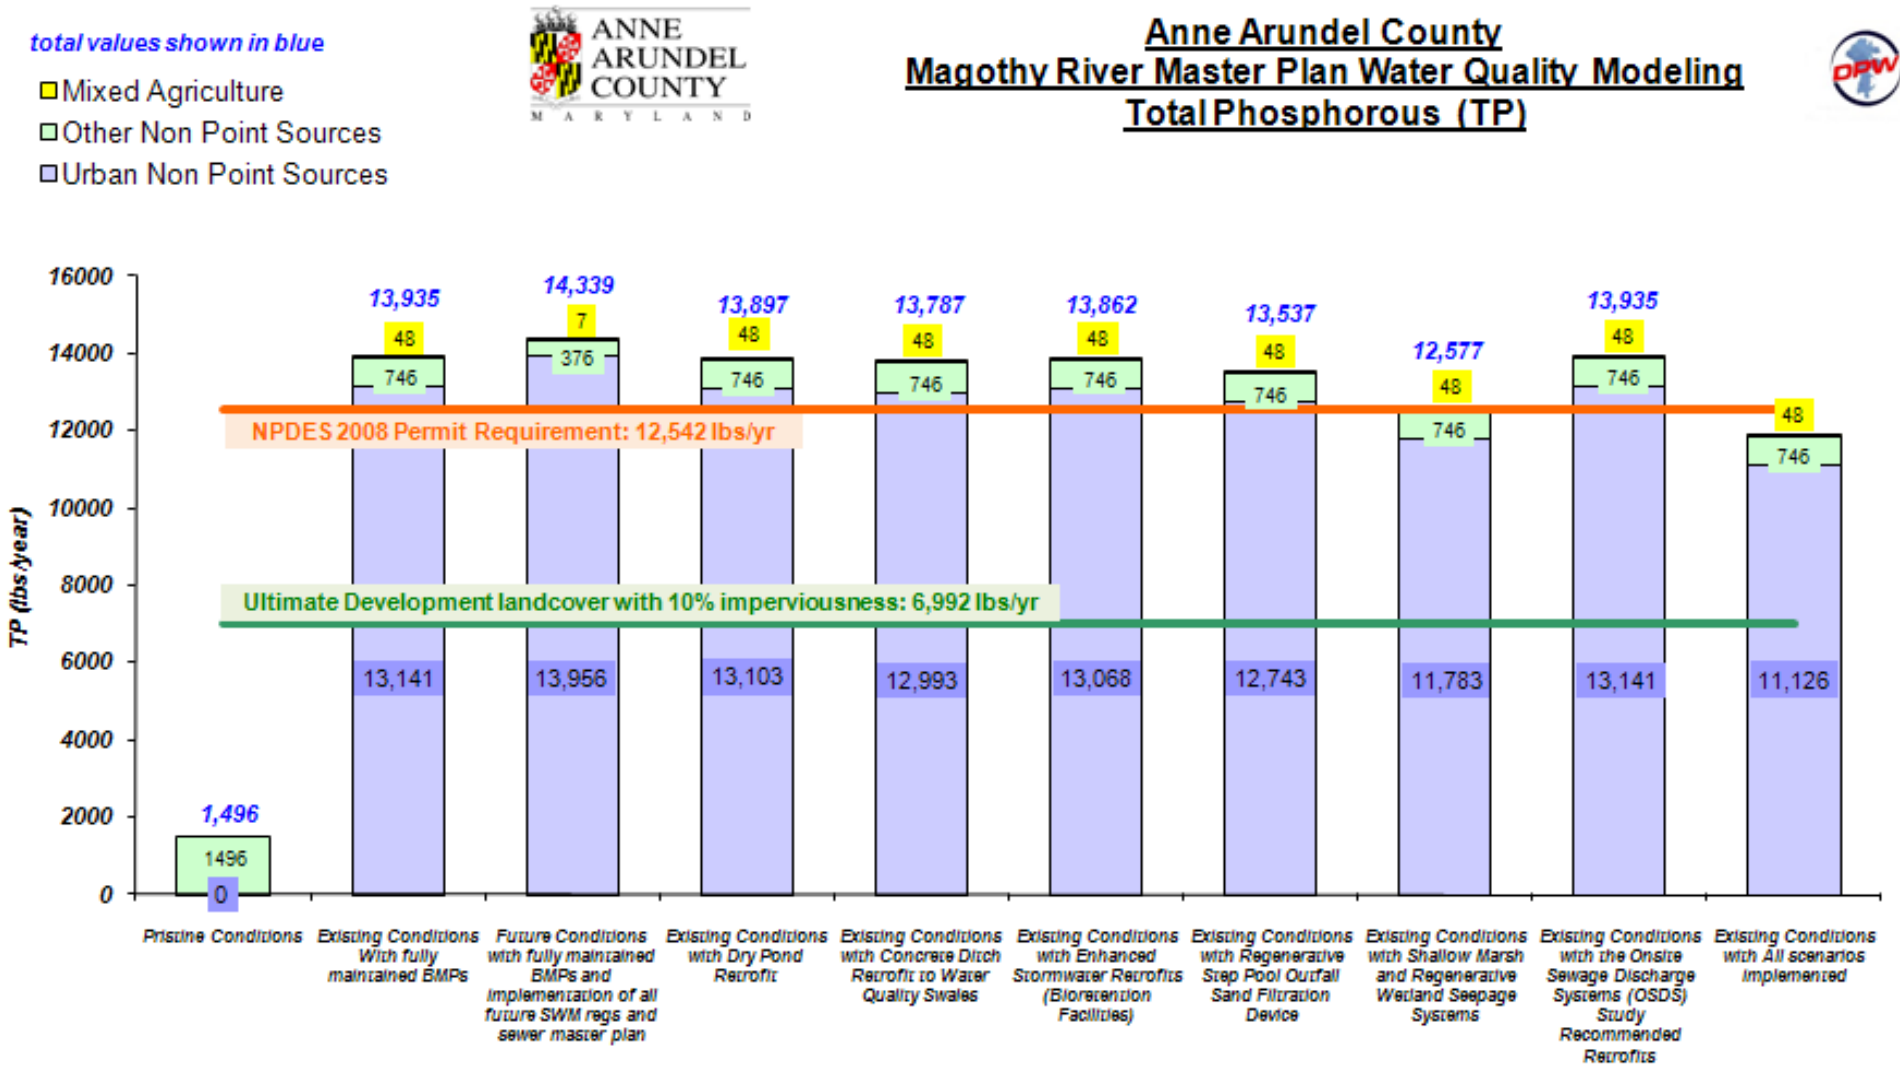 total values shown in blue
Mixed Agriculture
Other Non Point Sources
Urban Non Point Sources
ANNE
ARUNDEL
COUNTY
MARYLAND
Anne Arundel County
Magothy River Master Plan Water Quality Modeling
Total Phosphorous (TP)
DPW
TP (lbs/year)
16000
14000
12000
10000
8000
6000
4000
2000
0
13,935
14,339
13,897
13,787
13,862
13,537
12,577
13,935
48
7
48
48
48
48
48
48
48
746
376
746
746
746
746
746
746
746
NPDES 2008 Permit Requirement: 12,542 lbs/yr
Ultimate Development landcover with 10% imperviousness: 6,992 lbs/yr
13,141
13,956
13,103
12,993
13,068
12,743
11,783
13,141
11,126
1,496
1496
0
Pristine Conditions
Existing Conditions
With fully
maintained BMPs
Future Conditions
with fully maintained
BMPs and
implementation of all
future SWM regs and
sewer master plan
Existing Conditions
with Dry Pond
Retrofit
Existing Conditions
with Concrete Ditch
Retrofit to Water
Quality Swales
Existing Conditions
with Enhanced
Stormwater Retrofits
(Bioretention
Facilities)
Existing Conditions
with Regenerative
Step Pool Outfall
Sand Filtration
Device
Existing Conditions
with Shallow Marsh
and Regenerative
Wetland Seepage
Systems
Existing Conditions
with the Onsite
Sewage Discharge
Systems (OSDS)
Study
Recommended
Retrofits
Existing Conditions
with All scenarios
implemented